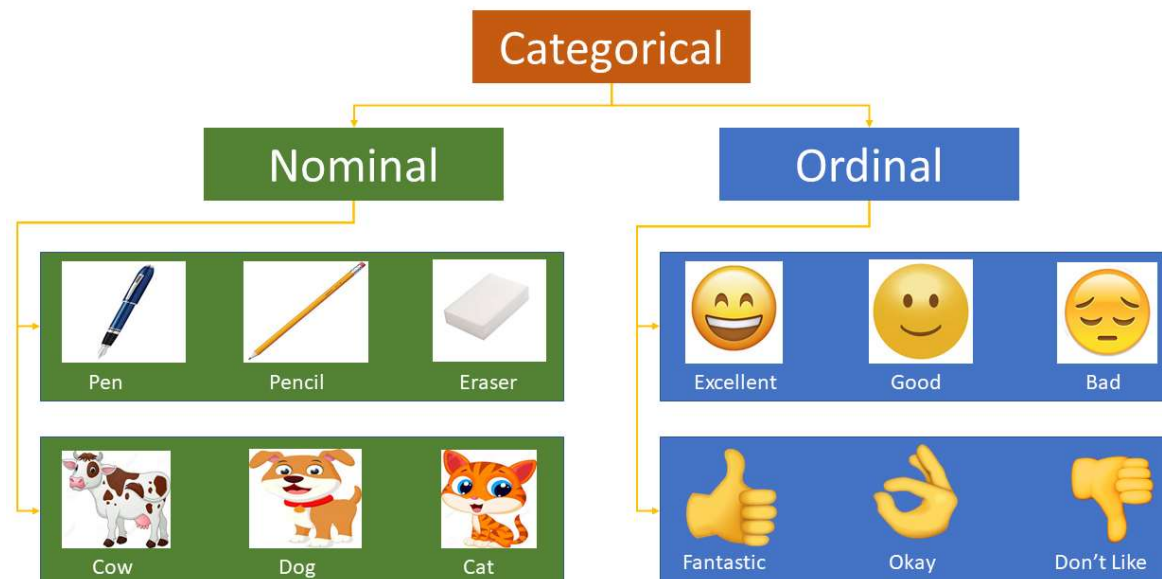 Categorical
Nominal
Ordinal
Pen
Pencil
Eraser
Excellent
Good
Bad
Cow
Dog
Cat
Fantastic
Okay
Don’t Like